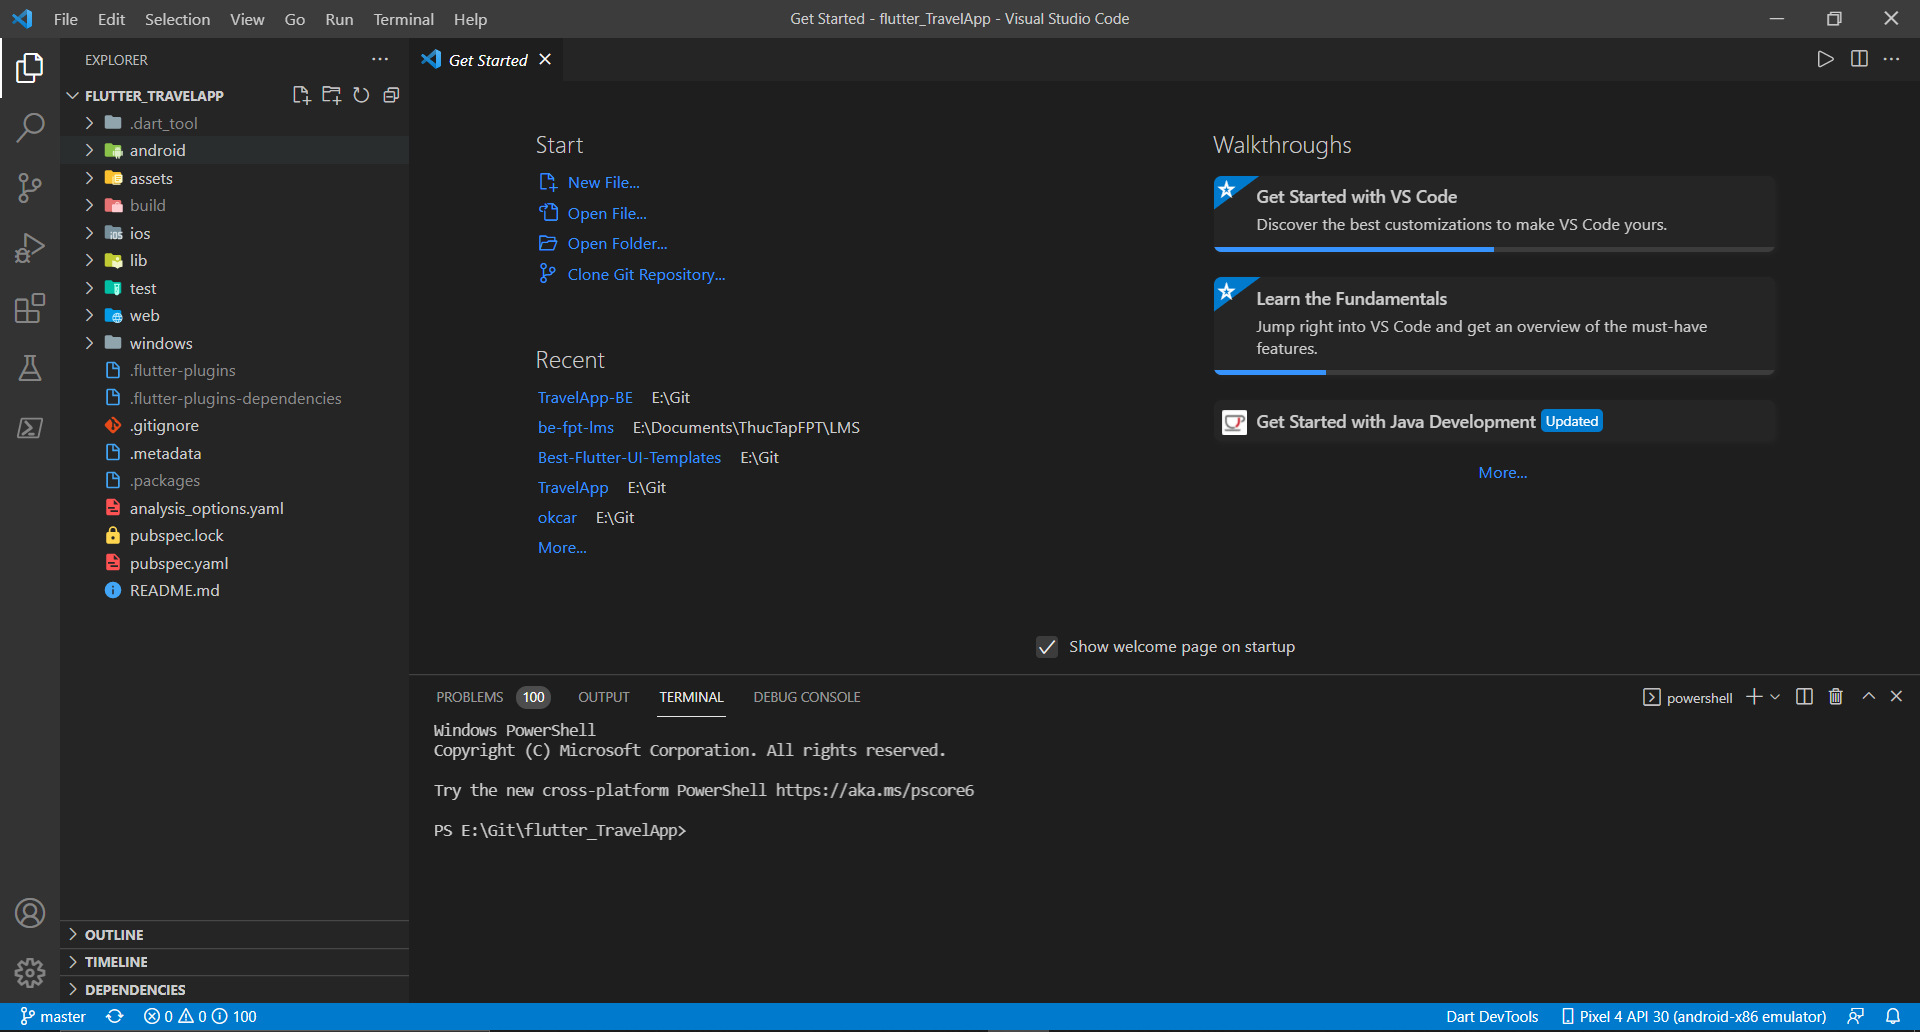 File Edit Selection View Go Run Terminal Help
Get Started - flutter_TravelApp - Visual Studio Code
EXPLORER
FLUTTER_TRAVELAPP
.dart_tool
android
assets
build
ios
lib
test
web
windows
.flutter-plugins
.flutter-plugins-dependencies
.gitignore
.metadata
.packages
analysis_options.yaml
pubspec.lock
pubspec.yaml
README.md
OUTLINE
TIMELINE
DEPENDENCIES
Get Started
Start
New File...
Open File...
Open Folder...
Clone Git Repository...
Recent
TravelApp-BE E:\Git
be-fpt-lms E:\Documents\ThucTapFPT\LMS
Best-Flutter-UI-Templates E:\Git
TravelApp E:\Git
okcar E:\Git
More...
Walkthroughs
Get Started with VS Code
Discover the best customizations to make VS Code yours.
Learn the Fundamentals
Jump right into VS Code and get an overview of the must-have
features.
Get Started with Java Development Updated
More...
Show welcome page on startup
PROBLEMS 100 OUTPUT TERMINAL DEBUG CONSOLE
powershell
Windows PowerShell
Copyright (C) Microsoft Corporation. All rights reserved.
Try the new cross-platform PowerShell https://aka.ms/pscore6
PS E:\Git\flutter_TravelApp>
master 0 0 100
Dart DevTools Pixel 4 API 30 (android-x86 emulator)